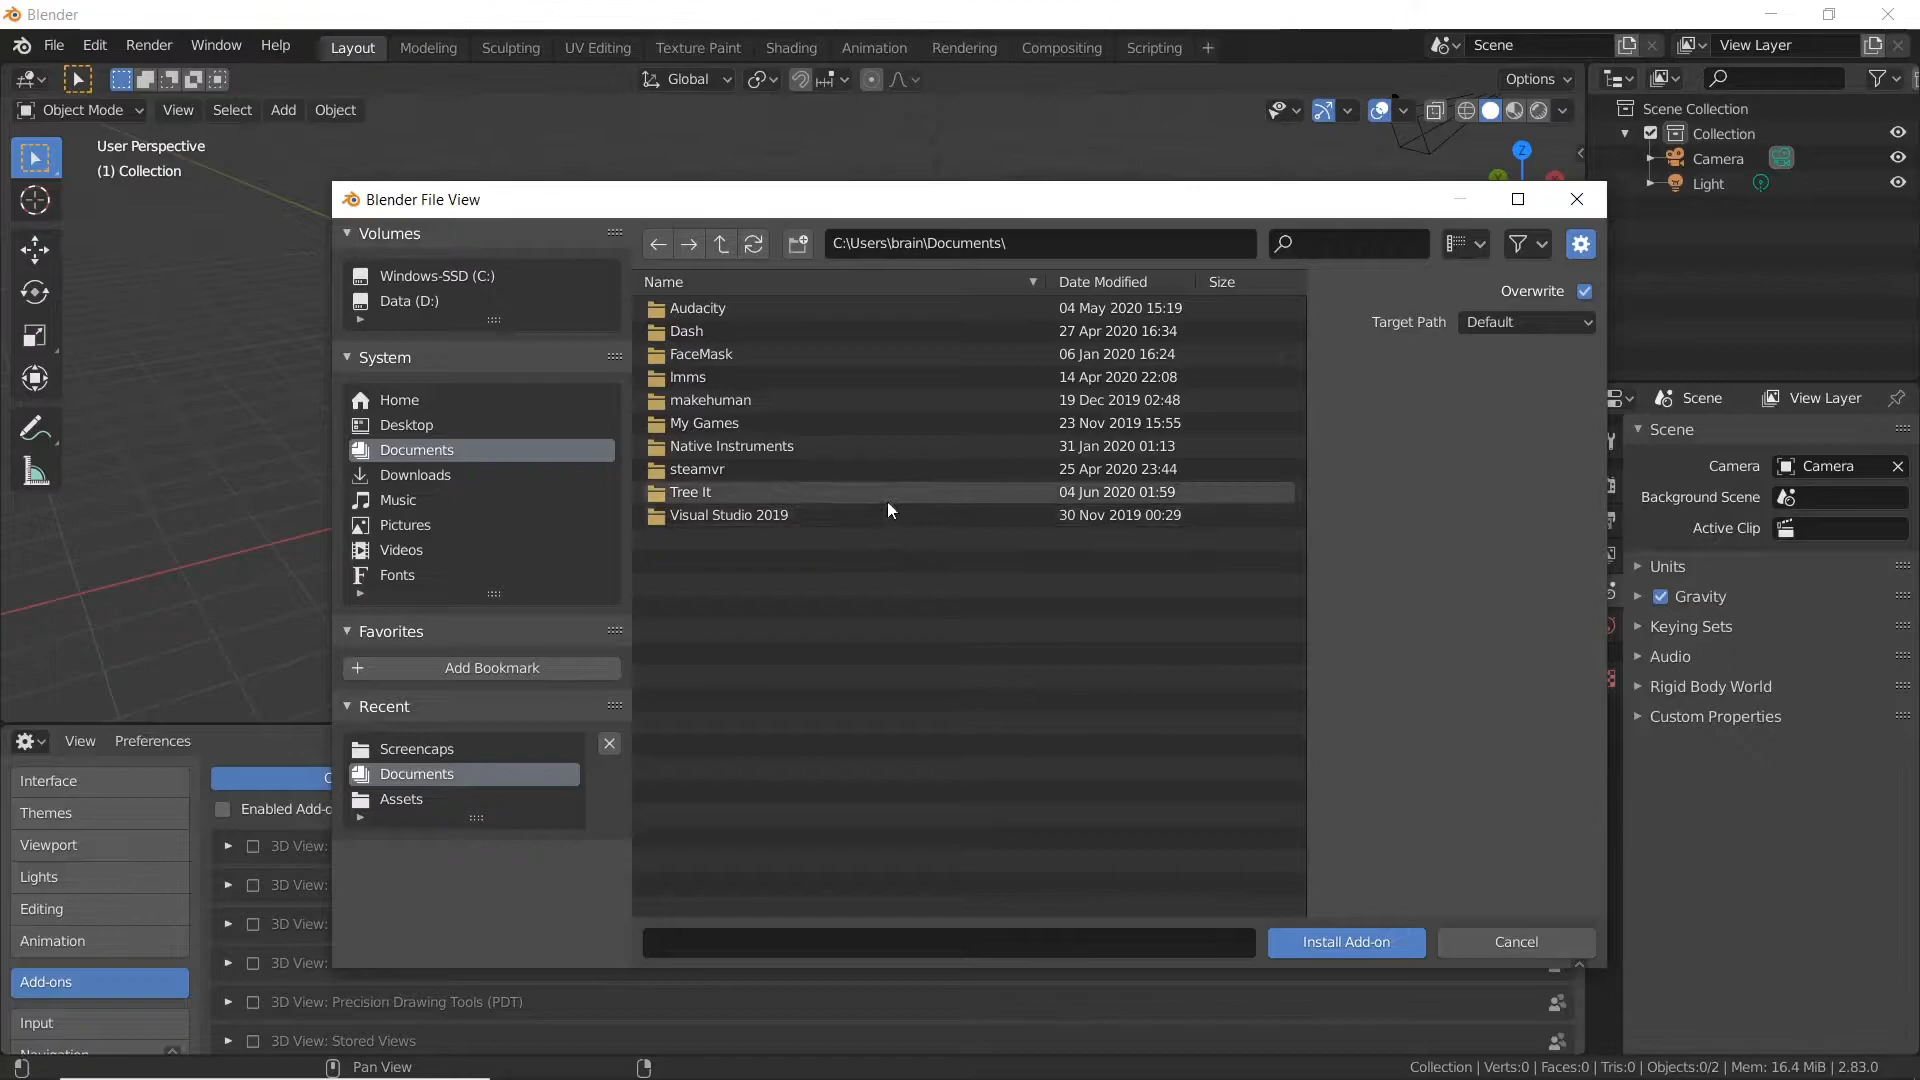 Blender
File Edit Render Window Help Layout Modeling Sculpting UV Editing Texture Paint Shading Animation Rendering Compositing Scripting + Scene View Layer
Global Options
Object Mode View Select Add Object
User Perspective
(1) Collection
Z
Scene Collection
Collection
Camera
Light
Blender File View
Volumes
Windows-SSD (C:)
Data (D:)
System
Home
Desktop
Documents
Downloads
Music
Pictures
Videos
Fonts
Favorites
+ Add Bookmark
Recent
Screencaps
Documents
Assets
C:\Users\brain\Documents\
Name Date Modified Size
Audacity 04 May 2020 15:19
Dash 27 Apr 2020 16:34
FaceMask 06 Jan 2020 16:24
lmms 14 Apr 2020 22:08
makehuman 19 Dec 2019 02:48
My Games 23 Nov 2019 15:55
Native Instruments 31 Jan 2020 01:13
steamvr 25 Apr 2020 23:44
Tree It 04 Jun 2020 01:59
Visual Studio 2019 30 Nov 2019 00:29
Overwrite
Target Path Default
Install Add-on Cancel
Scene View Layer
Scene
Camera Camera
Background Scene
Active Clip
Units
Gravity
Keying Sets
Audio
Rigid Body World
Custom Properties
View Preferences
Interface
Themes
Viewport
Lights
Editing
Animation
Add-ons
Input
Enabled Add-o
3D View:
3D View:
3D View:
3D View:
3D View: Precision Drawing Tools (PDT)
3D View: Stored Views
Pan View
Collection | Verts:0 | Faces:0 | Tris:0 | Objects:0/2 | Mem: 16.4 MiB | 2.83.0